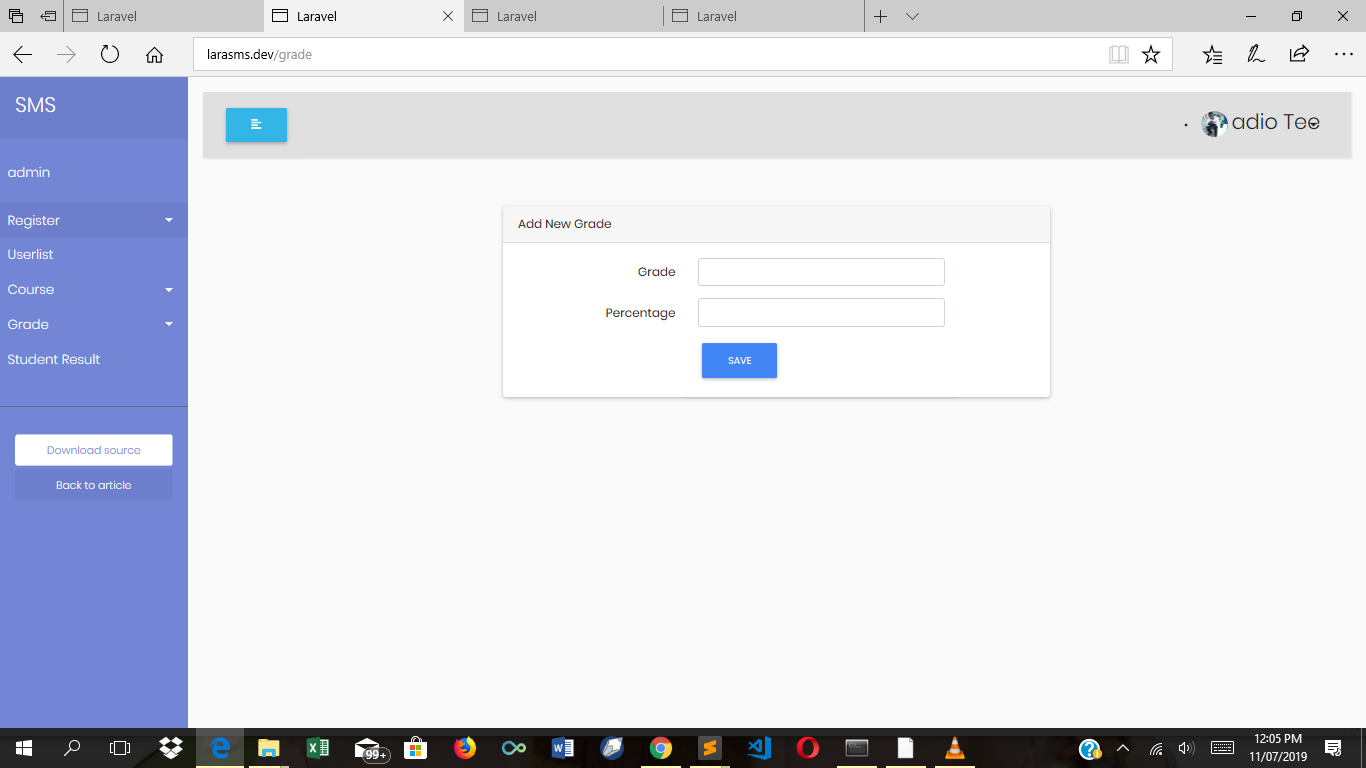 Laravel
Laravel
Laravel
Laravel
larasms.dev/grade
SMS
adio Tee
admin
Register
Userlist
Course
Grade
Student Result
Download source
Back to article
Add New Grade
Grade
Percentage
SAVE
99+
12:05 PM
11/07/2019